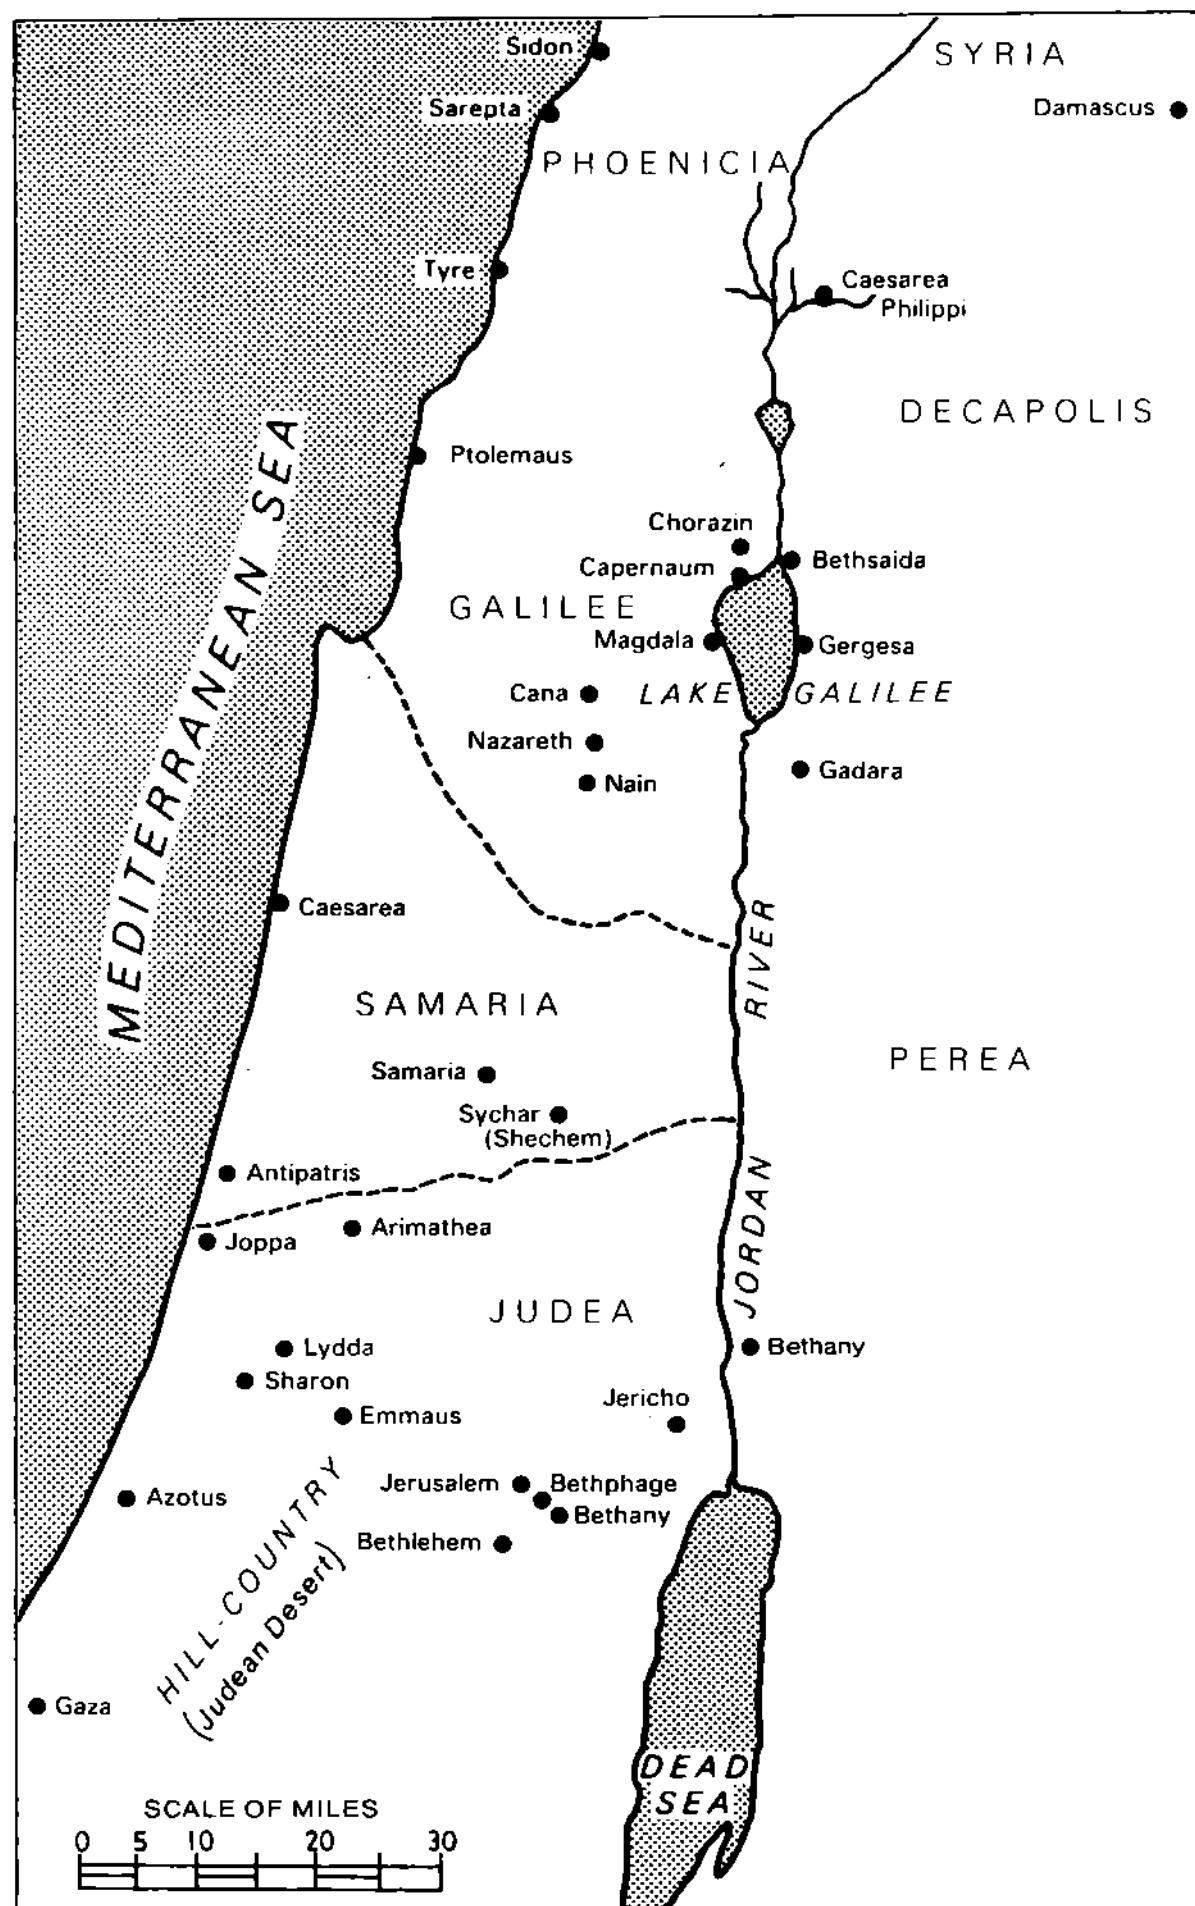 Sidon
SYRIA
Sarepta
Damascus
PHOENICIA
Tyre
Caesarea
Philippi
DECAPOLIS
MEDITERRANEAN SEA
Ptolemaus
Chorazin
Capernaum
Bethsaida
GALILEE
Magdala
Gergesa
Cana
LAKE GALILEE
Nazareth
Nain
Gadara
Caesarea
JORDAN RIVER
SAMARIA
PEREA
Samaria
Sychar
(Shechem)
Antipatris
Arimathea
Joppa
JUDEA
Lydda
Bethany
Sharon
Jericho
Emmaus
Jerusalem
Bethphage
Azotus
Bethany
Bethlehem
HILL-COUNTRY
(Judean Desert)
Gaza
DEAD
SEA
SCALE OF MILES
0 5 10 20 30